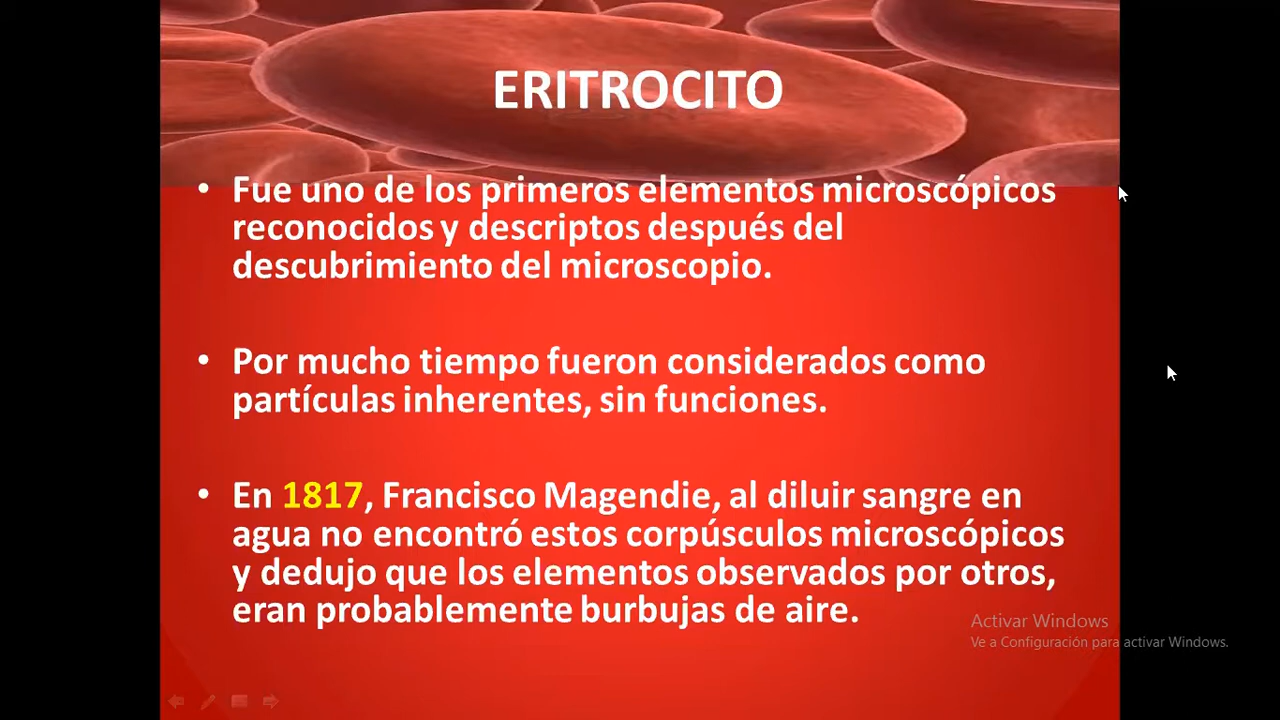 ERITROCITO
• Fue uno de los primeros elementos microscópicos
reconocidos y descriptos después del
descubrimiento del microscopio.
• Por mucho tiempo fueron considerados como
partículas inherentes, sin funciones.
• En 1817, Francisco Magendie, al diluir sangre en
agua no encontró estos corpúsculos microscópicos
y dedujo que los elementos observados por otros,
eran probablemente burbujas de aire.
Activar Windows
Ve a Configuración para activar Windows.